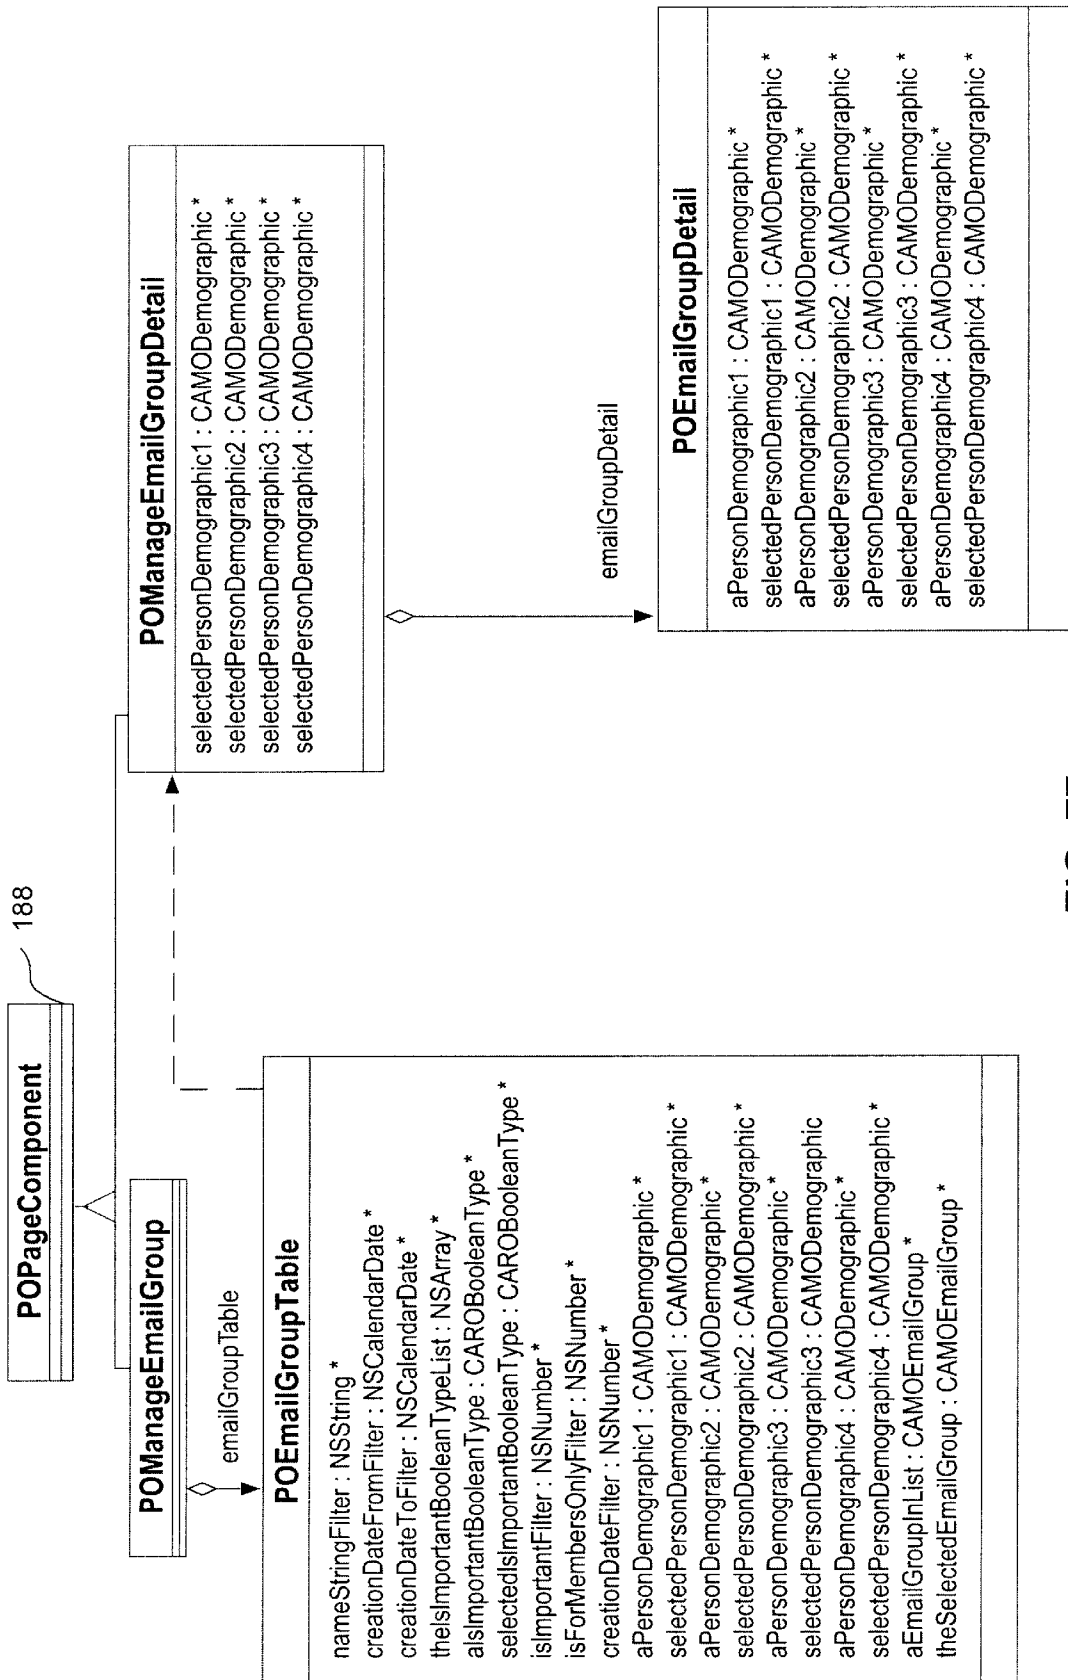 POPageComponent
188
POManageEmailGroup
emailGroupTable
POEmailGroupTable
nameStringFilter : NSString *
creationDateFromFilter : NSCalendarDate *
creationDateToFilter : NSCalendarDate *
theIsImportantBooleanTypeList : NSArray *
aIsImportantBooleanType : CAROBooleanType *
selectedIsImportantBooleanType : CAROBooleanType *
isImportantFilter : NSNumber *
isForMembersOnlyFilter : NSNumber *
creationDateFilter : NSNumber *
aPersonDemographic1 : CAMODemographic *
selectedPersonDemographic1 : CAMODemographic *
aPersonDemographic2 : CAMODemographic *
selectedPersonDemographic2 : CAMODemographic *
aPersonDemographic3 : CAMODemographic *
selectedPersonDemographic3 : CAMODemographic
aPersonDemographic4 : CAMODemographic *
selectedPersonDemographic4 : CAMODemographic *
aEmailGroupInList : CAMOEmailGroup *
theSelectedEmailGroup : CAMOEmailGroup *
POManageEmailGroupDetail
selectedPersonDemographic1 : CAMODemographic *
selectedPersonDemographic2 : CAMODemographic *
selectedPersonDemographic3 : CAMODemographic *
selectedPersonDemographic4 : CAMODemographic *
emailGroupDetail
POEmailGroupDetail
aPersonDemographic1 : CAMODemographic *
selectedPersonDemographic1 : CAMODemographic *
aPersonDemographic2 : CAMODemographic *
selectedPersonDemographic2 : CAMODemographic *
aPersonDemographic3 : CAMODemographic *
selectedPersonDemographic3 : CAMODemographic *
aPersonDemographic4 : CAMODemographic *
selectedPersonDemographic4 : CAMODemographic *